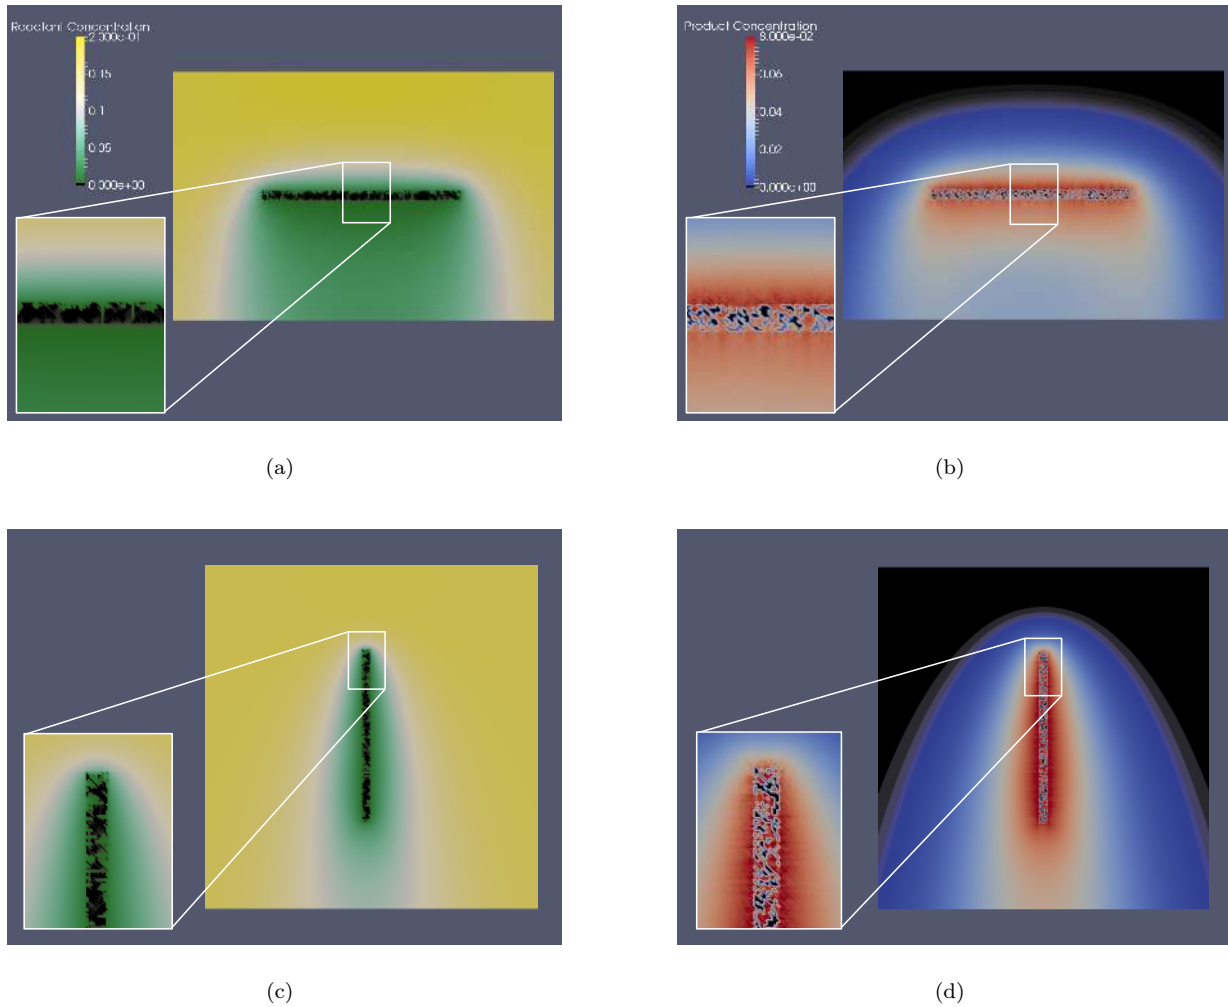 Reactant Concentration
2.000e-01
0.15
0.1
0.05
0.000e+00
Product Concentration
8.000e-02
0.06
0.04
0.02
0.000e+00
(a)
(b)
(c)
(d)